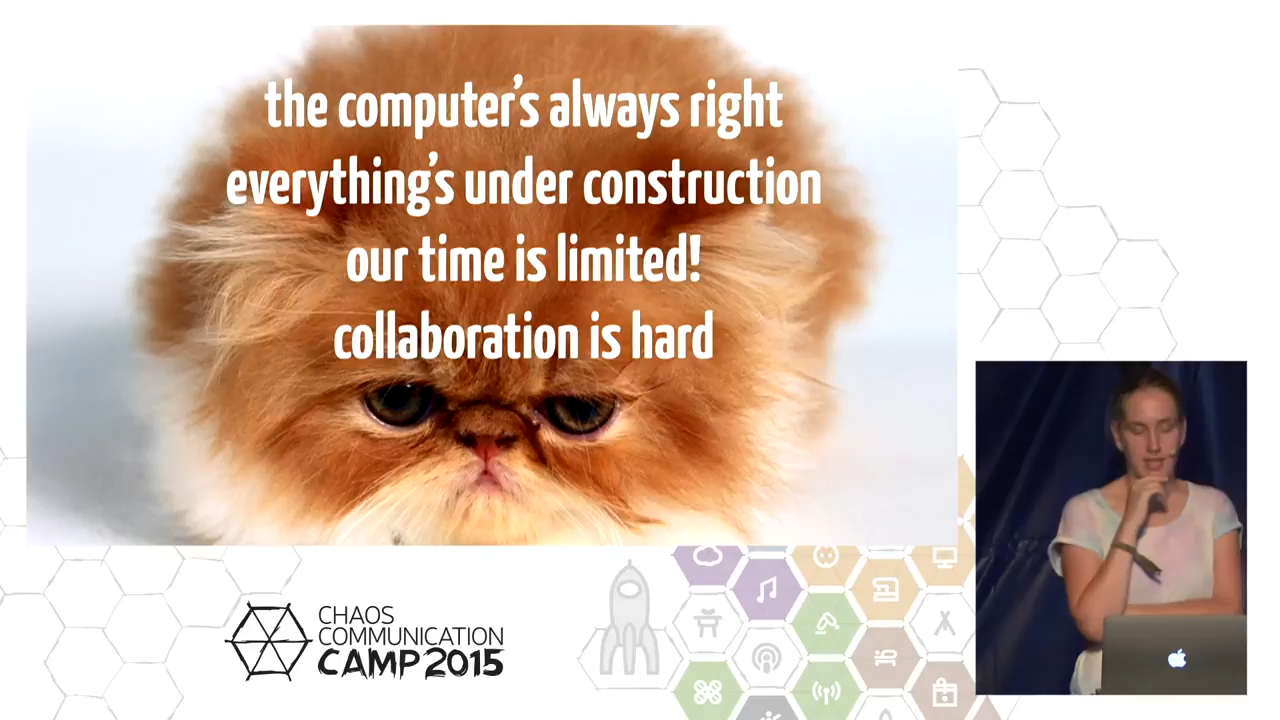 the computer's always right
everything's under construction
our time is limited!
collaboration is hard
CHAOS
COMMUNICATION
CAMP 2015